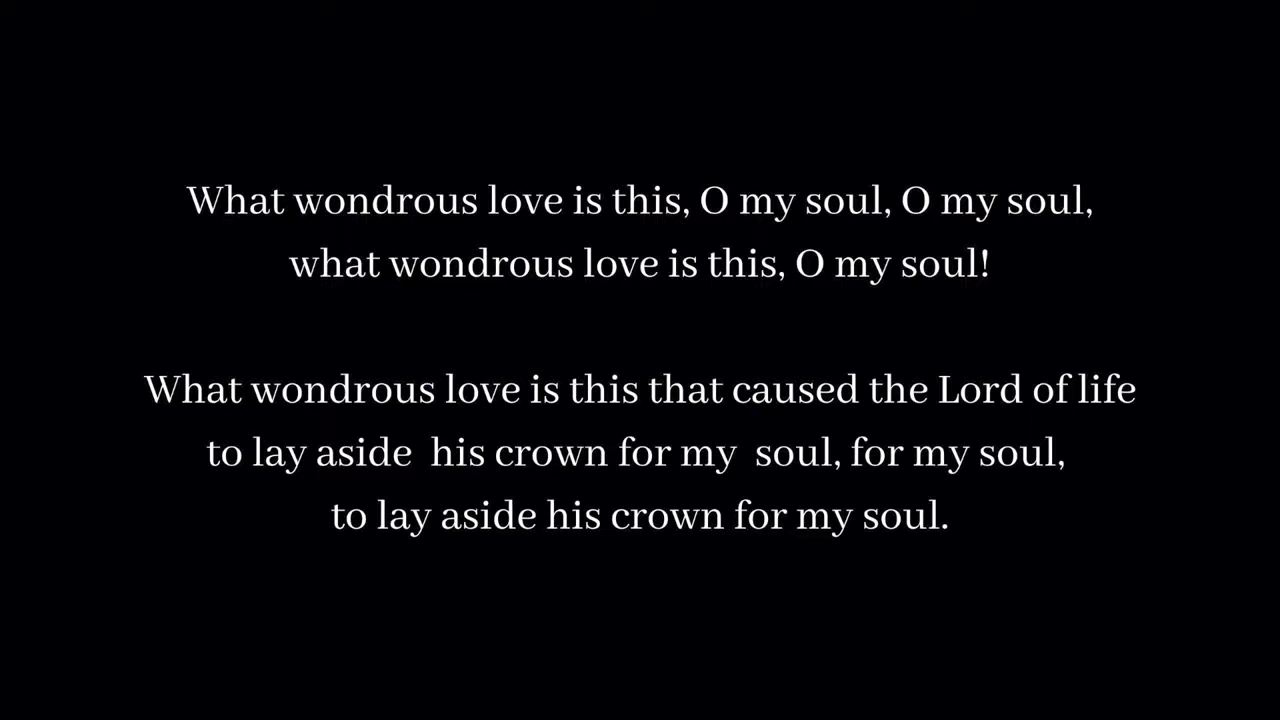 What wondrous love is this, O my soul, O my soul,
what wondrous love is this, O my soul!
What wondrous love is this that caused the Lord of life
to lay aside  his crown for my  soul, for my soul,
to lay aside his crown for my soul.